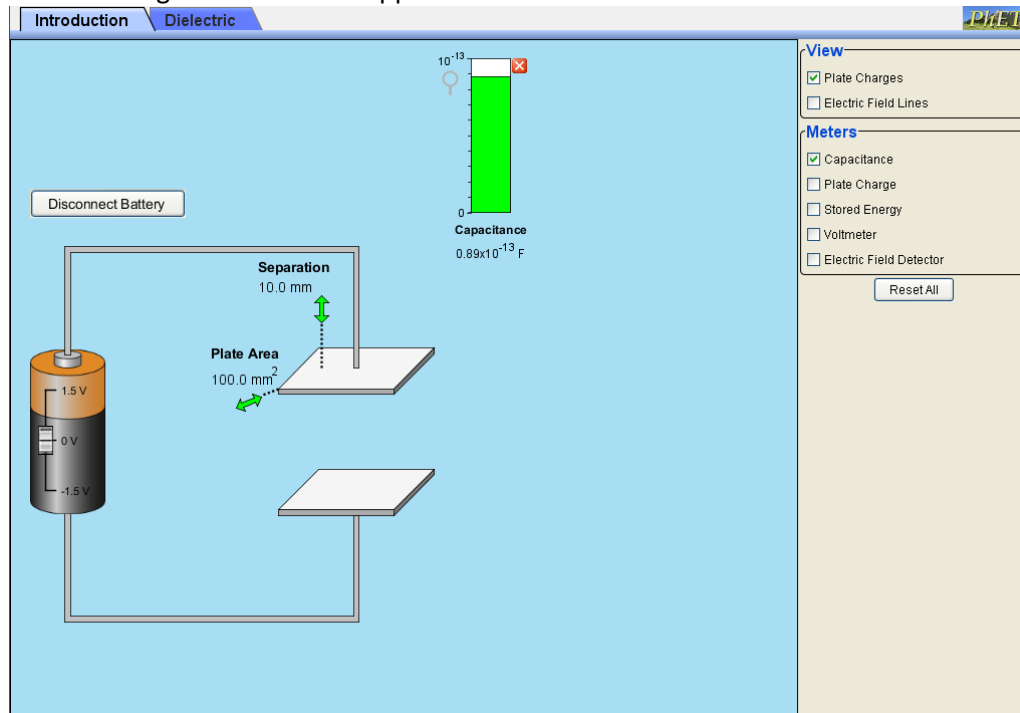 Introduction
Dielectric
PhET
10⁻¹³
0
Capacitance
0.89x10⁻¹³ F
Disconnect Battery
Separation
10.0 mm
Plate Area
100.0 mm²
1.5 V
0 V
-1.5 V
View
Plate Charges
Electric Field Lines
Meters
Capacitance
Plate Charge
Stored Energy
Voltmeter
Electric Field Detector
Reset All